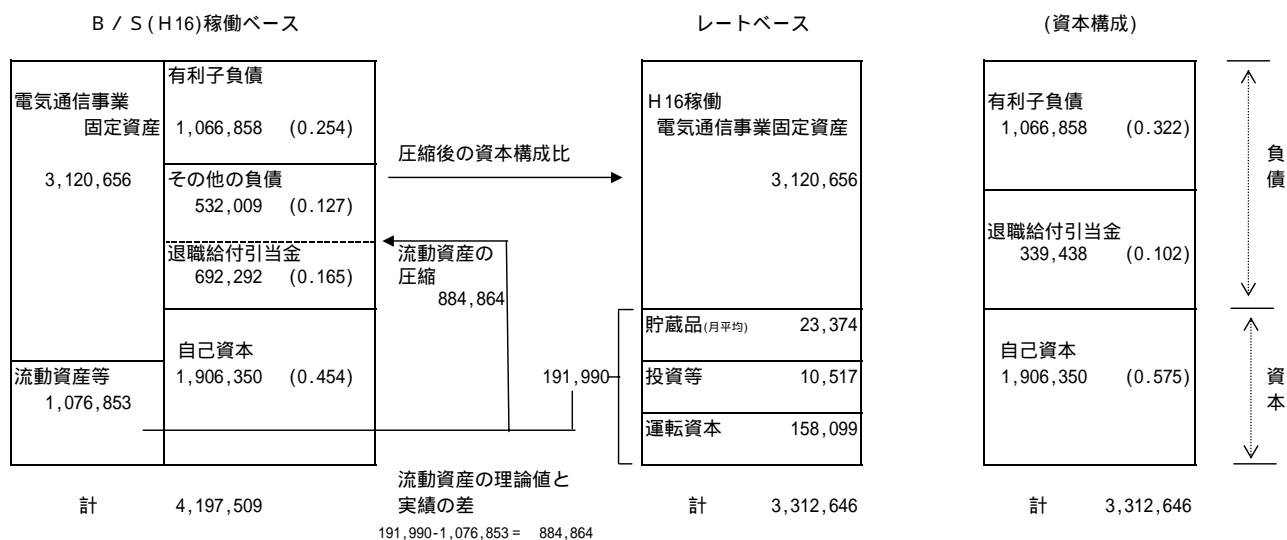 Ｂ / Ｓ(Ｈ16)稼働ベース
レートベース
(資本構成)
電気通信事業
固定資産
3,120,656
流動資産等
1,076,853
有利子負債
1,066,858 (0.254)
その他の負債
532,009 (0.127)
退職給付引当金
692,292 (0.165)
自己資本
1,906,350 (0.454)
計 4,197,509
圧縮後の資本構成比
流動資産の
圧縮
884,864
191,990
流動資産の理論値と
実績の差
191,990-1,076,853= 884,864
Ｈ16稼働
電気通信事業固定資産
3,120,656
貯蔵品(月平均) 23,374
投資等 10,517
運転資本 158,099
計 3,312,646
有利子負債
1,066,858 (0.322)
退職給付引当金
339,438 (0.102)
自己資本
1,906,350 (0.575)
計 3,312,646
負
債
資
本